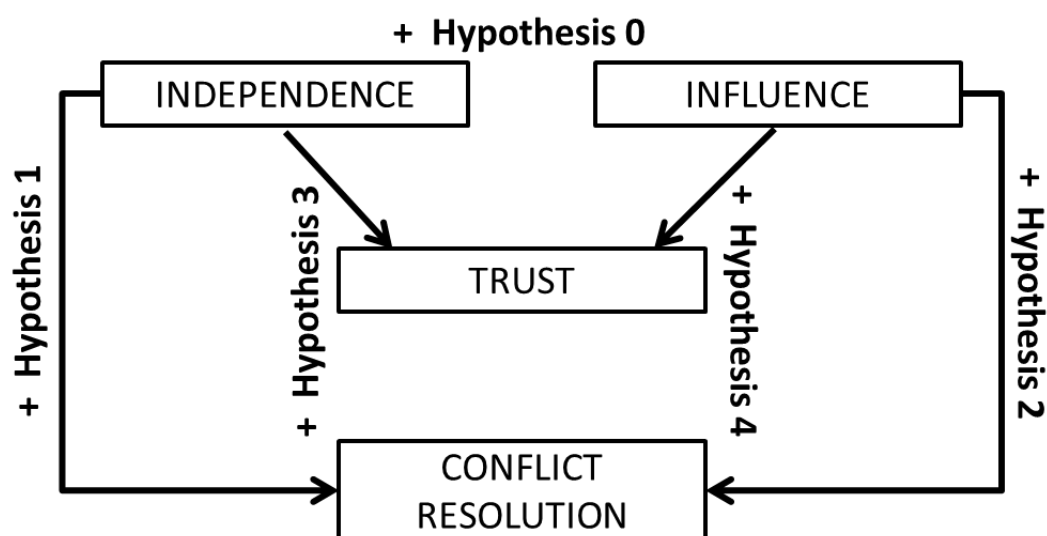 + Hypothesis 0
INDEPENDENCE
INFLUENCE
+ Hypothesis 1
+ Hypothesis 3
+ Hypothesis 4
+ Hypothesis 2
TRUST
CONFLICT
RESOLUTION